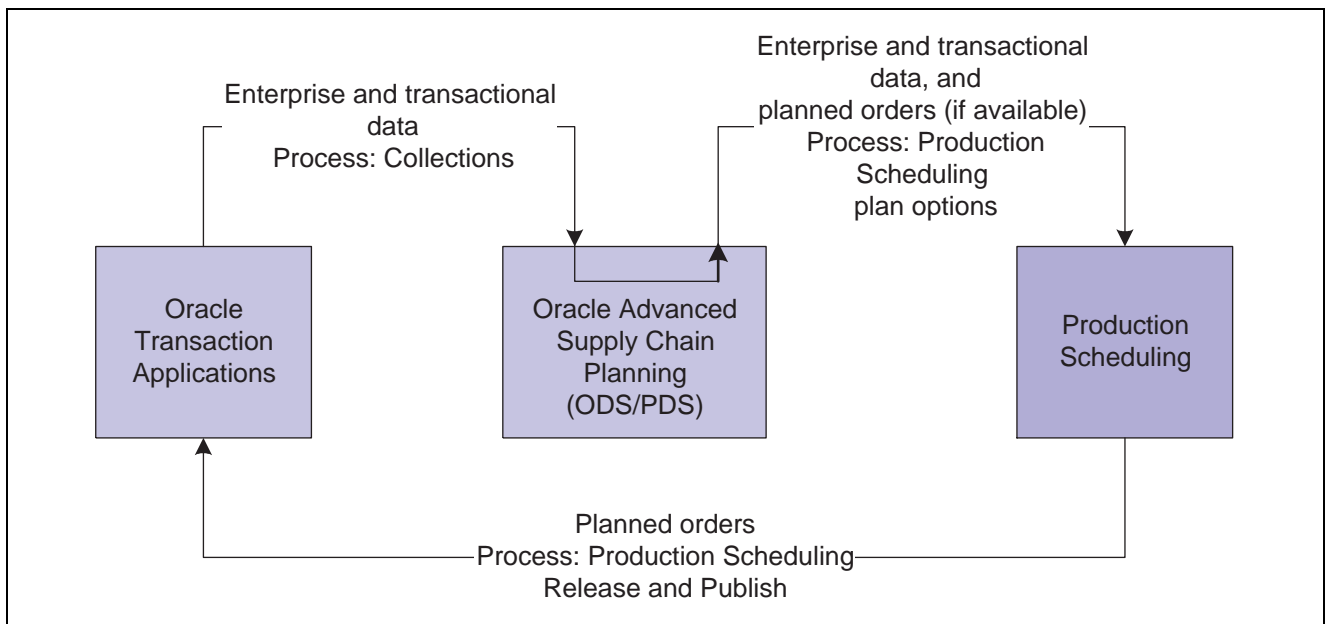 Enterprise and transactional
data
Process: Collections
Enterprise and transactional
data, and
planned orders (if available)
Process: Production
Scheduling
plan options
Oracle
Transaction
Applications
Oracle Advanced
Supply Chain
Planning
(ODS/PDS)
Production
Scheduling
Planned orders
Process: Production Scheduling
Release and Publish